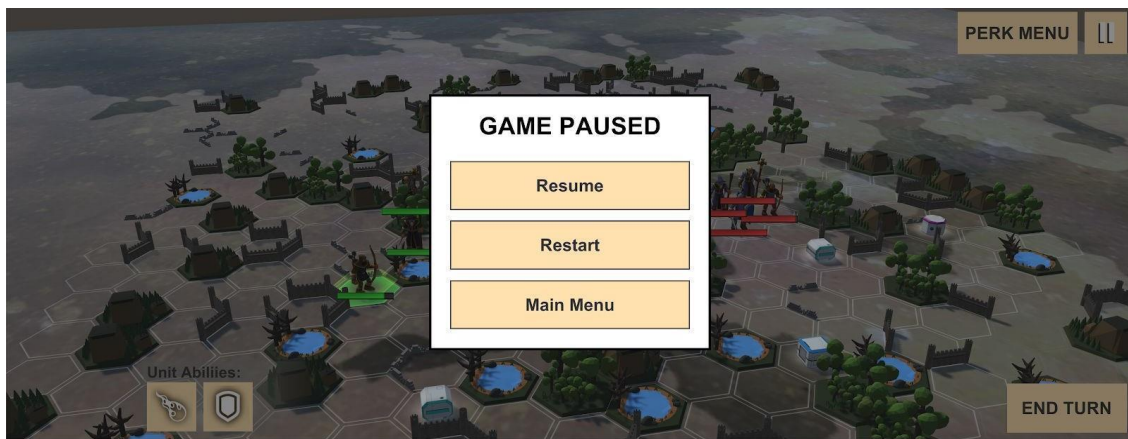 PERK MENU
GAME PAUSED
Resume
Restart
Main Menu
Unit Abiliies:
END TURN